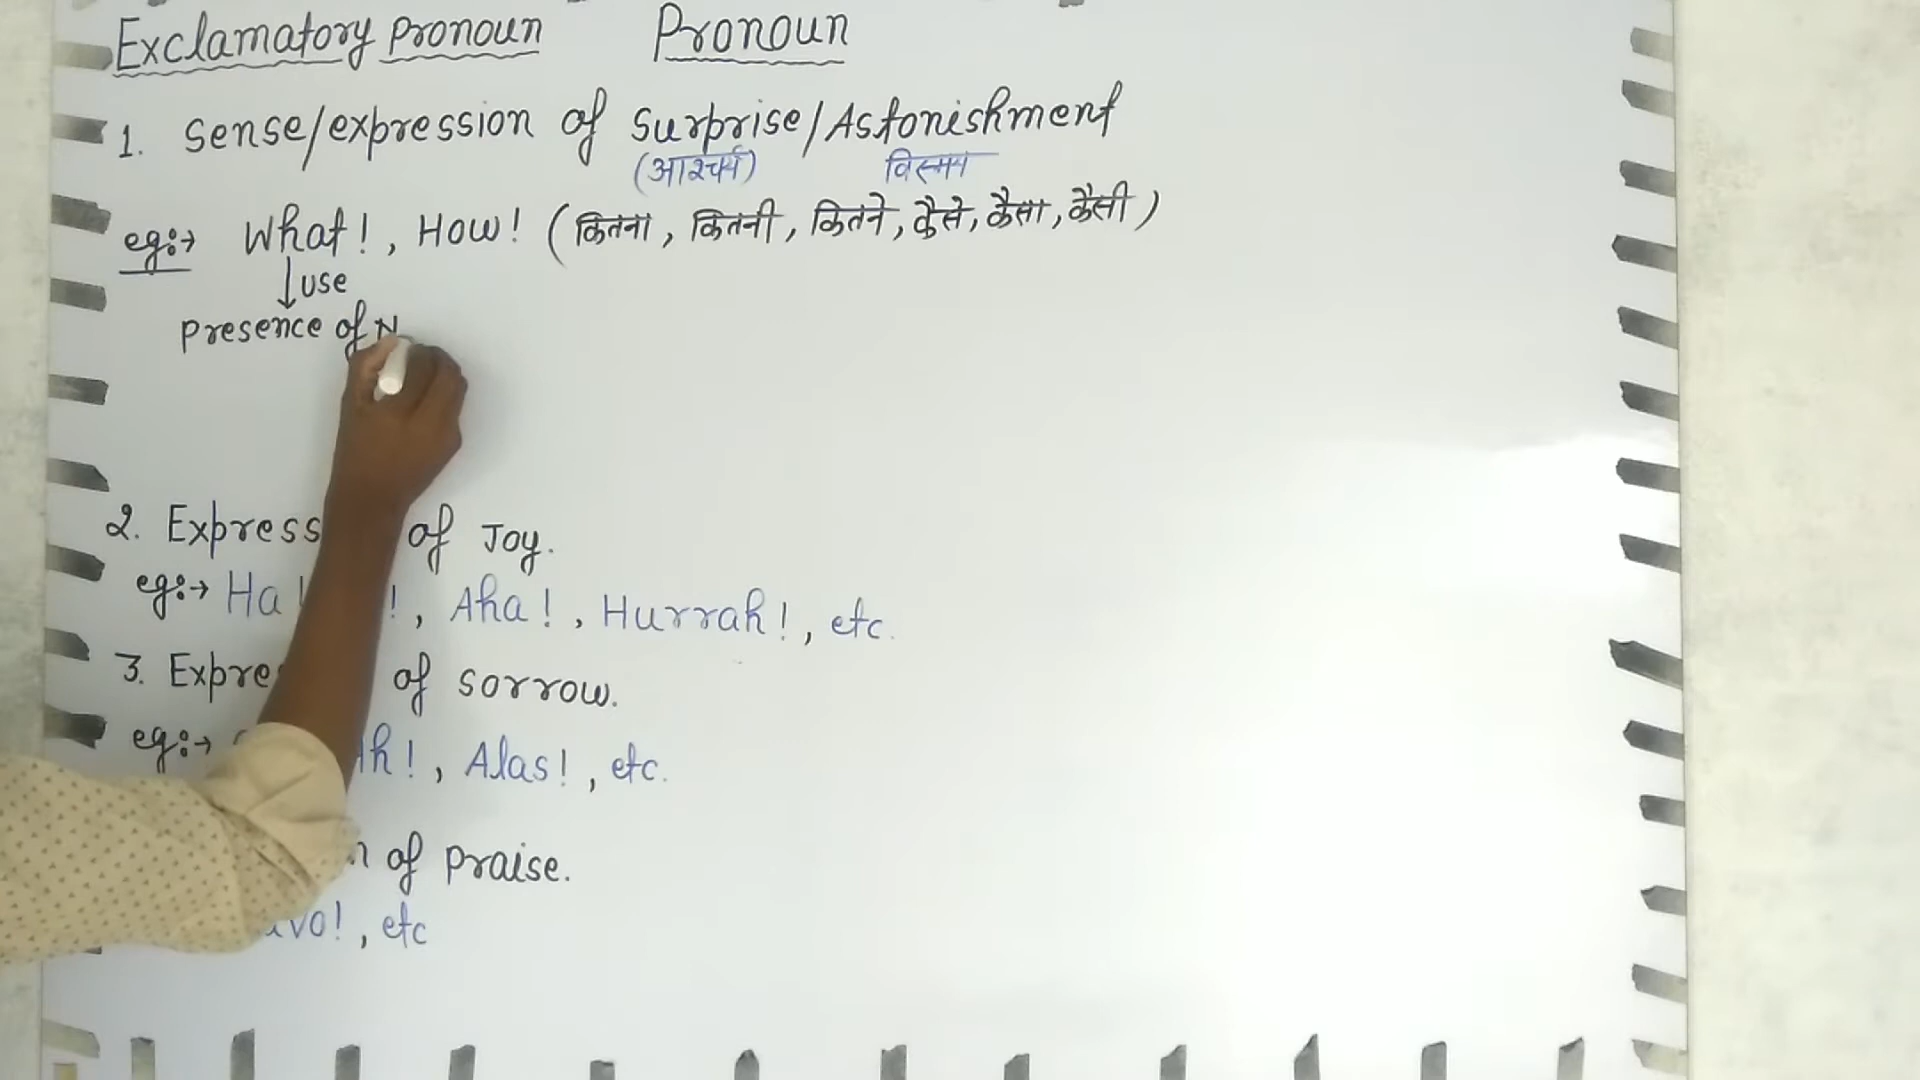 Exclamatory Pronoun Pronoun
1. Sense/expression of Surprise/Astonishment
(आश्चर्य) विस्मय
eg:→ What!, How! (कितना, कितनी, कितने, कैसे, कैसा, कैसी)
↓use
Presence of N
2. Express of Joy.
eg:→ Ha! !, Aha!, Hurrah!, etc.
3. Expre of sorrow.
eg:→ Ah!, Alas!, etc.
of praise.
etc